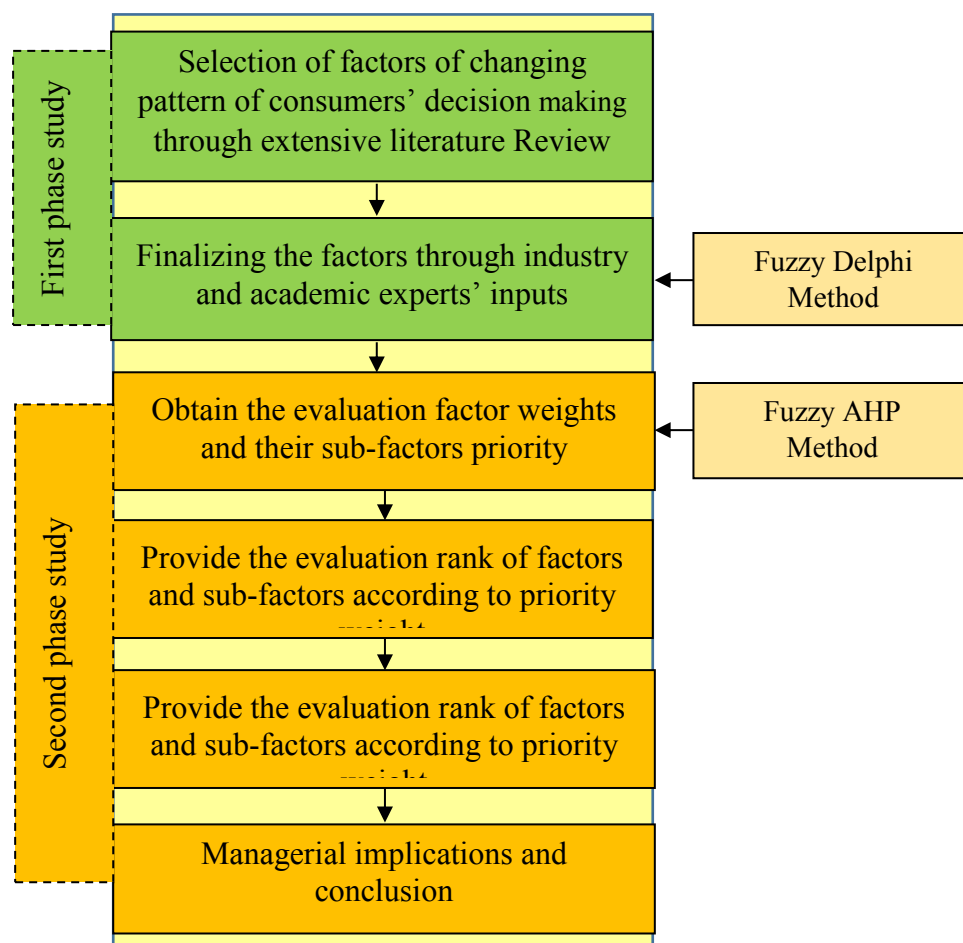 First phase study
Selection of factors of changing
pattern of consumers’ decision making
through extensive literature Review
Finalizing the factors through industry
and academic experts’ inputs
Fuzzy Delphi
Method
Second phase study
Obtain the evaluation factor weights
and their sub-factors priority
Fuzzy AHP
Method
Provide the evaluation rank of factors
and sub-factors according to priority
weight
Provide the evaluation rank of factors
and sub-factors according to priority
weight
Managerial implications and
conclusion